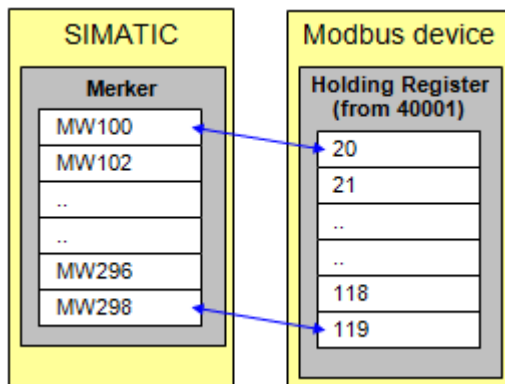 SIMATIC
Merker
MW100
MW102
..
..
MW296
MW298
Modbus device
Holding Register
(from 40001)
20
21
..
..
118
119